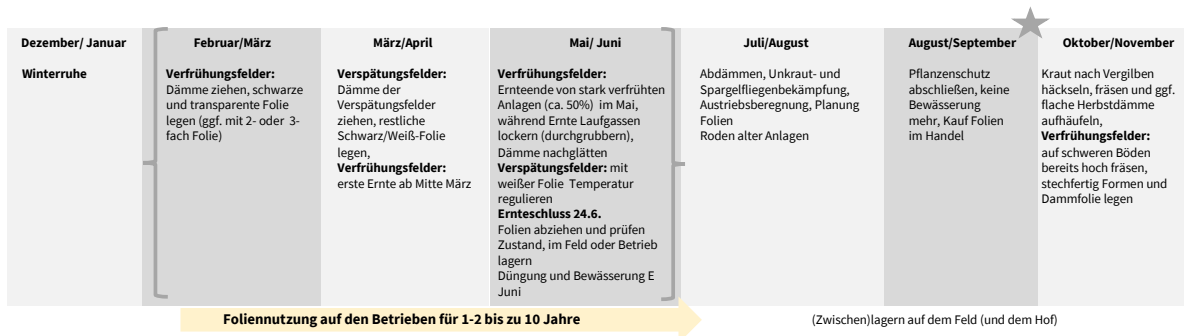 Dezember/ Januar
Winterruhe
Februar/März
Verfrühungsfelder:
Dämme ziehen, schwarze
und transparente Folie
legen (ggf. mit 2- oder 3-
fach Folie)
März/April
Verspätungsfelder:
Dämme der
Verspätungsfelder
ziehen, restliche
Schwarz/Weiß-Folie
legen,
Verfrühungsfelder:
erste Ernte ab Mitte März
Mai/ Juni
Verfrühungsfelder:
Ernteende von stark verfrühten
Anlagen (ca. 50%) im Mai,
während Ernte Laufgassen
lockern (durchgrubbern),
Dämme nachglätten
Verspätungsfelder: mit
weißer Folie Temperatur
regulieren
Ernteschluss 24.6.
Folien abziehen und prüfen
Zustand, im Feld oder Betrieb
lagern
Düngung und Bewässerung E
Juni
Juli/August
Abdämmen, Unkraut- und
Spargelfliegenbekämpfung,
Austriebsberegnung, Planung
Folien
Roden alter Anlagen
August/September
Pflanzenschutz
abschließen, keine
Bewässerung
mehr, Kauf Folien
im Handel
Oktober/November
Kraut nach Vergilben
häckseln, fräsen und ggf.
flache Herbstdämme
aufhäufeln,
Verfrühungsfelder:
auf schweren Böden
bereits hoch fräsen,
stechfertig Formen und
Dammfolie legen
Foliennutzung auf den Betrieben für 1-2 bis zu 10 Jahre
(Zwischen)lagern auf dem Feld (und dem Hof)